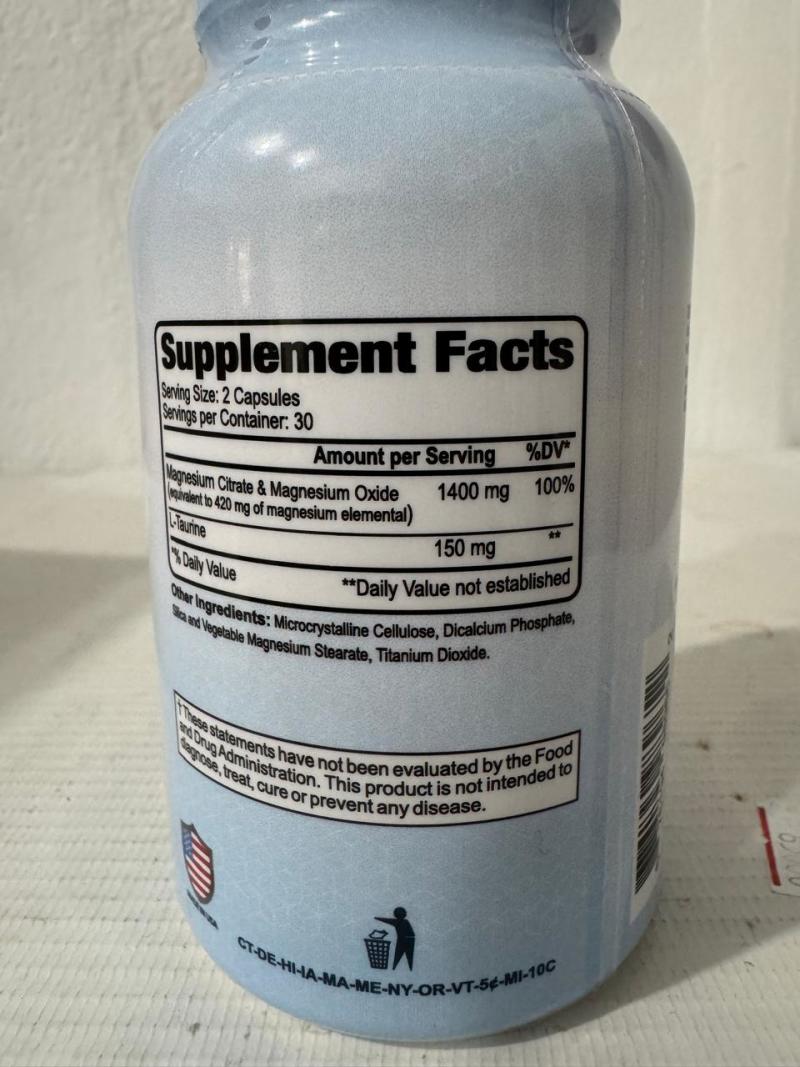 Supplement Facts
Serving Size: 2 Capsules
Servings per Container: 30
Amount per Serving %DV*
Magnesium Citrate & Magnesium Oxide 1400 mg 100%
(equivalent to 420 mg of magnesium elemental)
L-Taurine 150 mg **
*% Daily Value **Daily Value not established
Other Ingredients: Microcrystalline Cellulose, Dicalcium Phosphate,
Silica and Vegetable Magnesium Stearate, Titanium Dioxide.
†These statements have not been evaluated by the Food
and Drug Administration. This product is not intended to
diagnose, treat, cure or prevent any disease.
CT-DE-HI-IA-MA-ME-NY-OR-VT-5¢-MI-10C